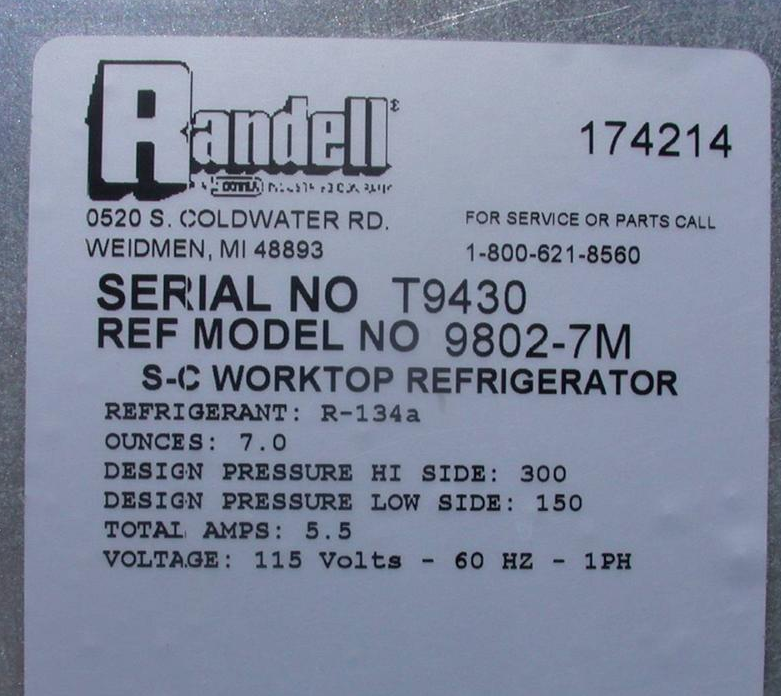 Randell
174214
0520 S. COLDWATER RD.
WEIDMEN, MI 48893
FOR SERVICE OR PARTS CALL
1-800-621-8560
SERIAL NO T9430
REF MODEL NO 9802-7M
S-C WORKTOP REFRIGERATOR
REFRIGERANT: R-134a
OUNCES: 7.0
DESIGN PRESSURE HI SIDE: 300
DESIGN PRESSURE LOW SIDE: 150
TOTAL AMPS: 5.5
VOLTAGE: 115 Volts - 60 HZ - 1PH